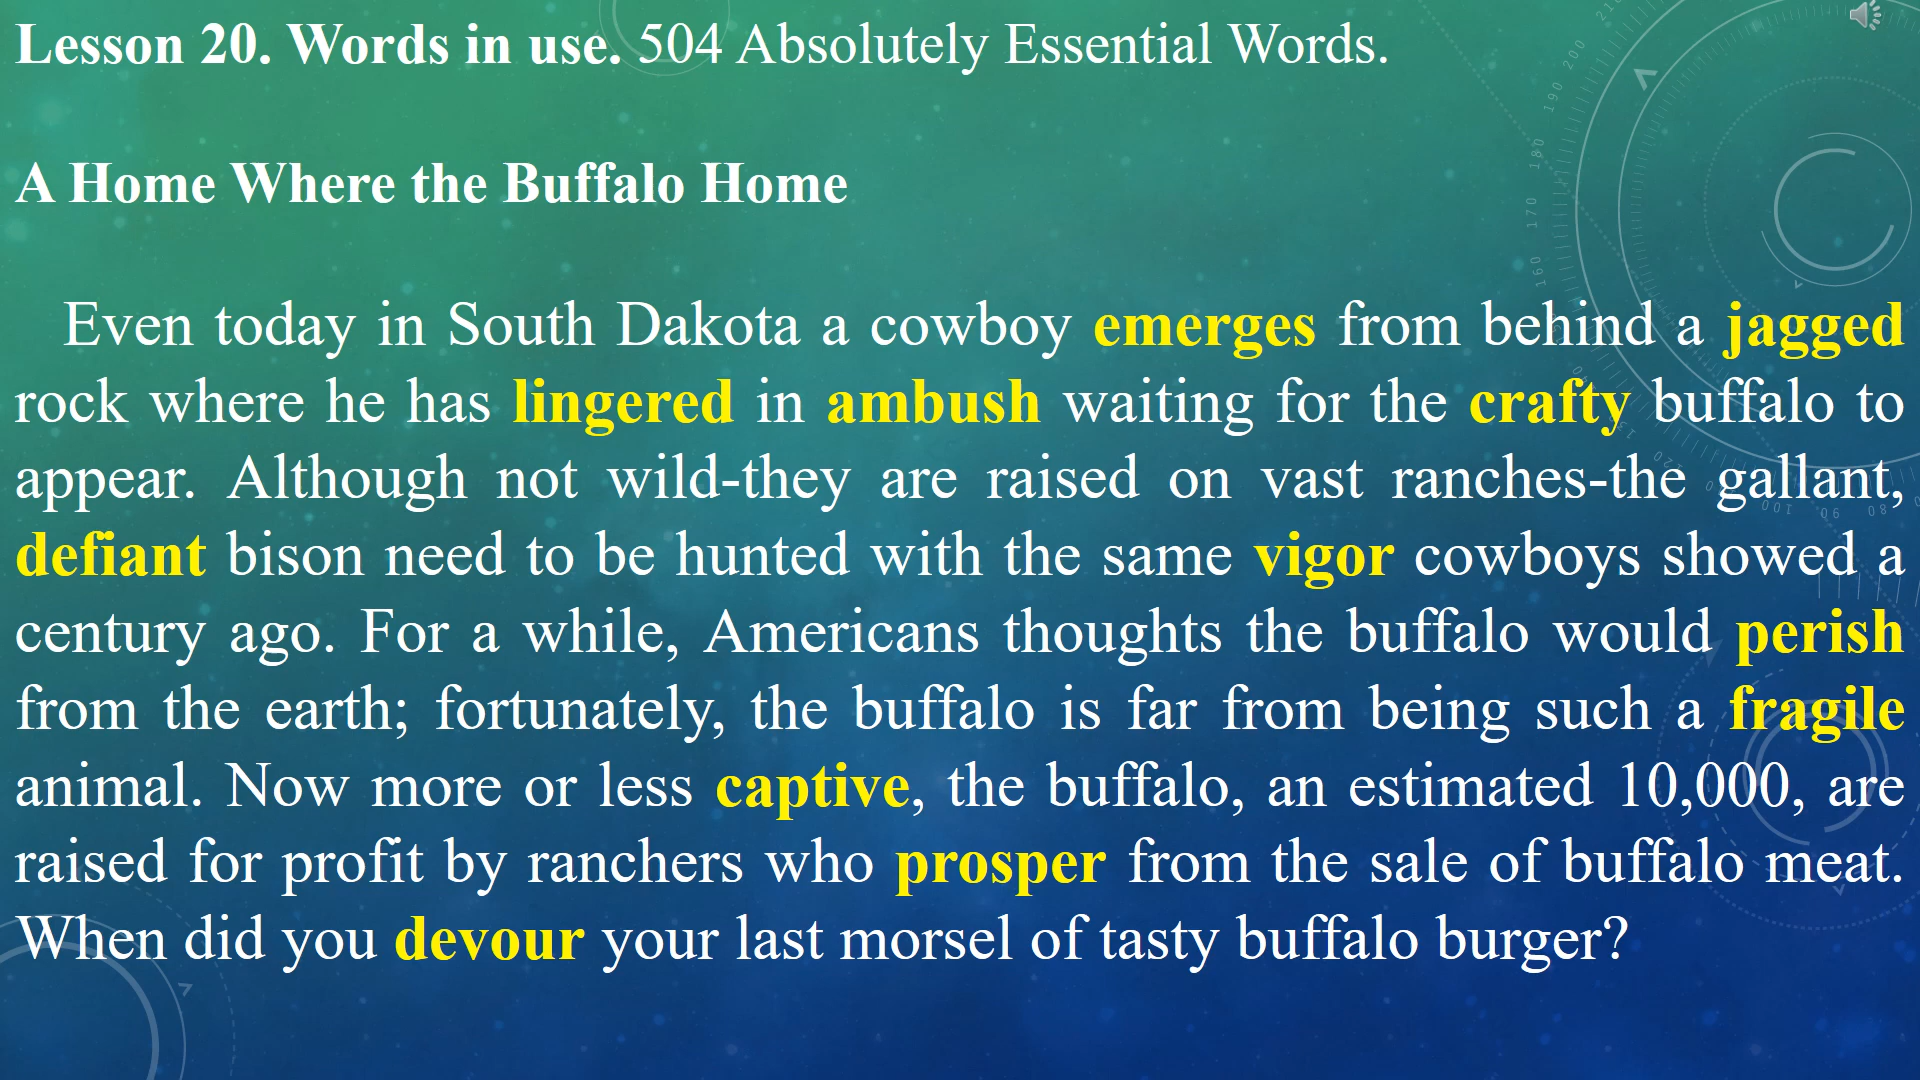 Lesson 20. Words in use. 504 Absolutely Essential Words.
A Home Where the Buffalo Home
Even today in South Dakota a cowboy emerges from behind a jagged
rock where he has lingered in ambush waiting for the crafty buffalo to
appear. Although not wild-they are raised on vast ranches-the gallant,
defiant bison need to be hunted with the same vigor cowboys showed a
century ago. For a while, Americans thoughts the buffalo would perish
from the earth; fortunately, the buffalo is far from being such a fragile
animal. Now more or less captive, the buffalo, an estimated 10,000, are
raised for profit by ranchers who prosper from the sale of buffalo meat.
When did you devour your last morsel of tasty buffalo burger?